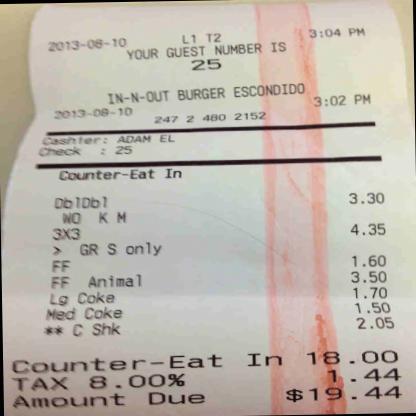 L1 T2
2013-08-10 3:04 PM
YOUR GUEST NUMBER IS
25
IN-N-OUT BURGER ESCONDIDO
2013-08-10 3:02 PM
247 2 480 2152
Cashier: ADAM EL
Check : 25
Counter-Eat In
DblDbl 3.30
WO K M
3X3 4.35
> GR S only
FF 1.60
FF Animal 3.50
Lg Coke 1.70
Med Coke 1.50
** C Shk 2.05
Counter-Eat In 18.00
TAX 8.00% 1.44
Amount Due $19.44